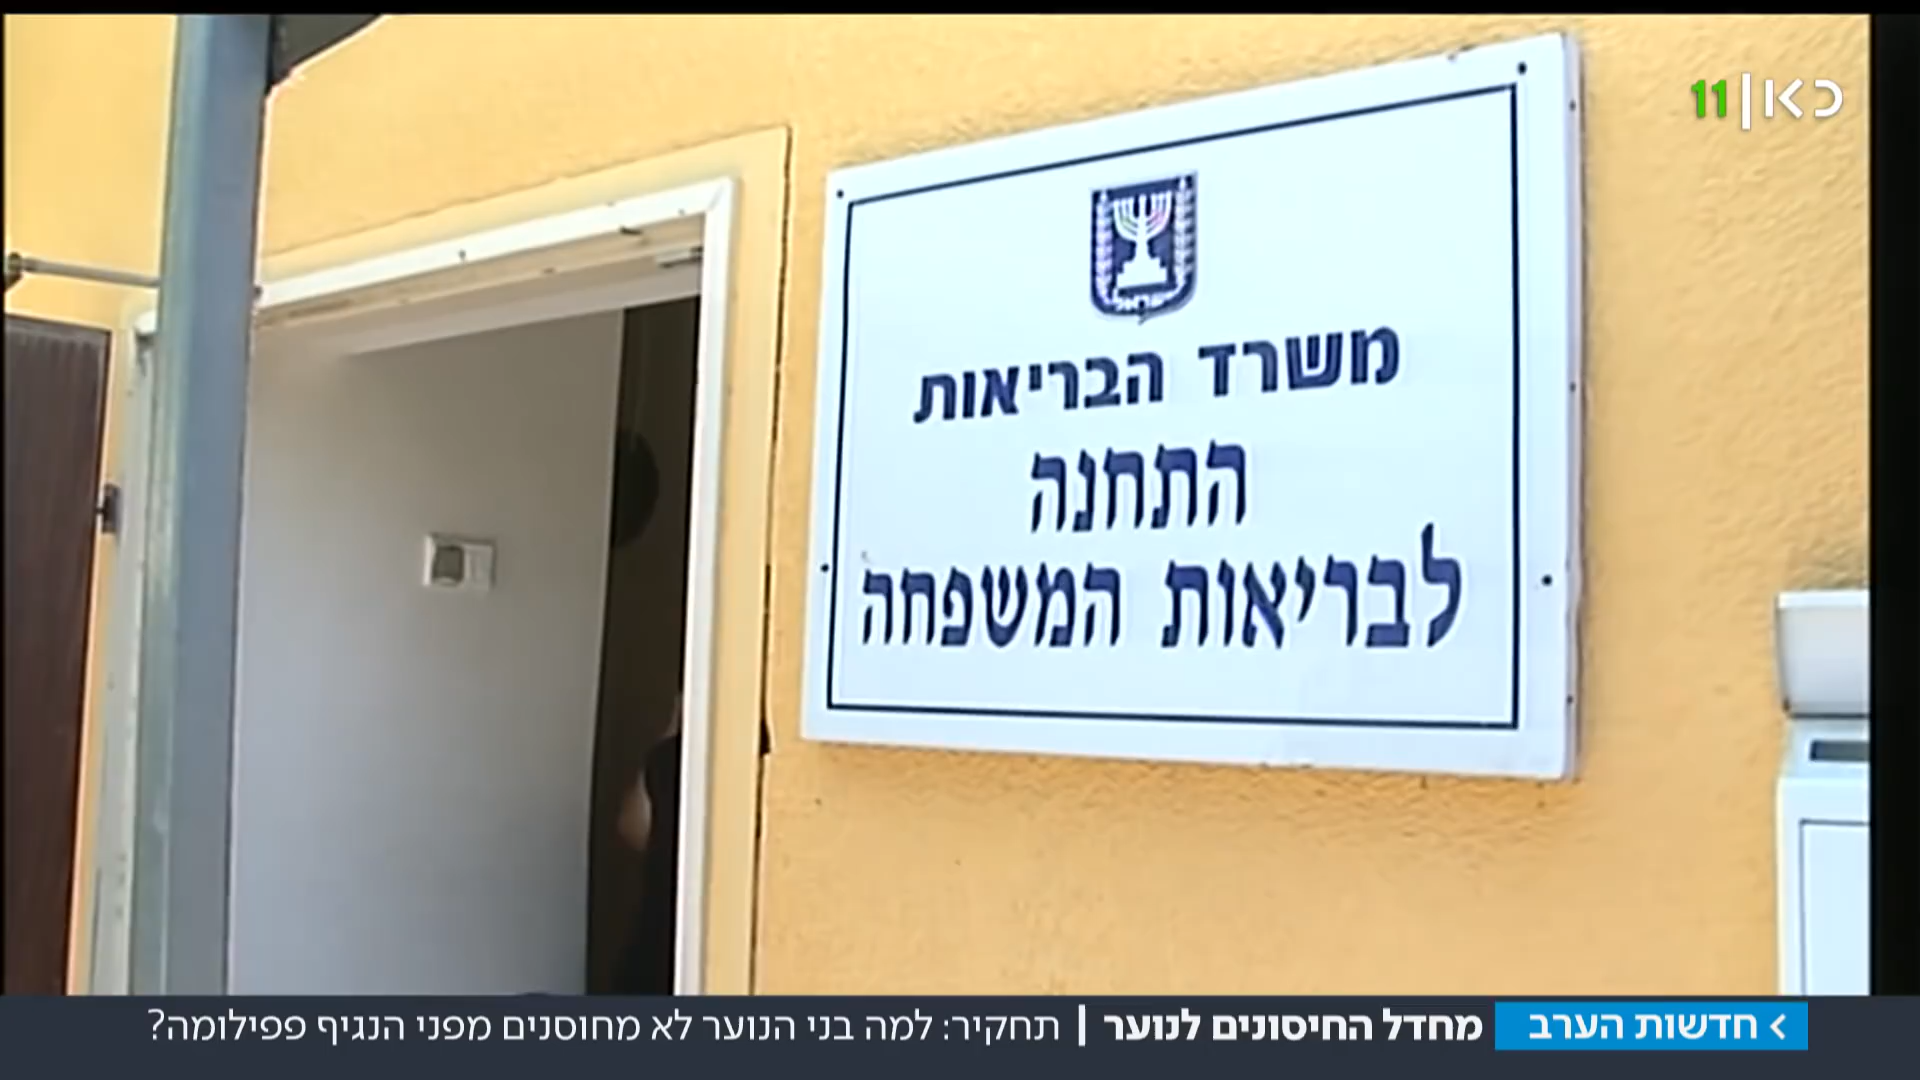 כאן 11
ישראל
משרד הבריאות
התחנה
לבריאות המשפחה
חדשות הערב
מחדל החיסונים לנוער | תחקיר: למה בני הנוער לא מחוסנים מפני הנגיף פפילומה?